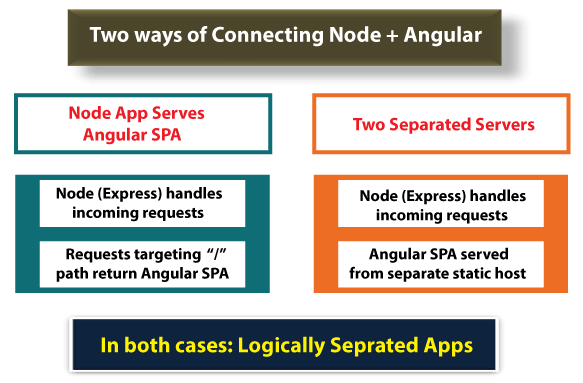 Two ways of Connecting Node + Angular
Node App Serves
Angular SPA
Node (Express) handles
incoming requests
Requests targeting “/”
path return Angular SPA
Two Separated Servers
Node (Express) handles
incoming requests
Angular SPA served
from separate static host
In both cases: Logically Seprated Apps